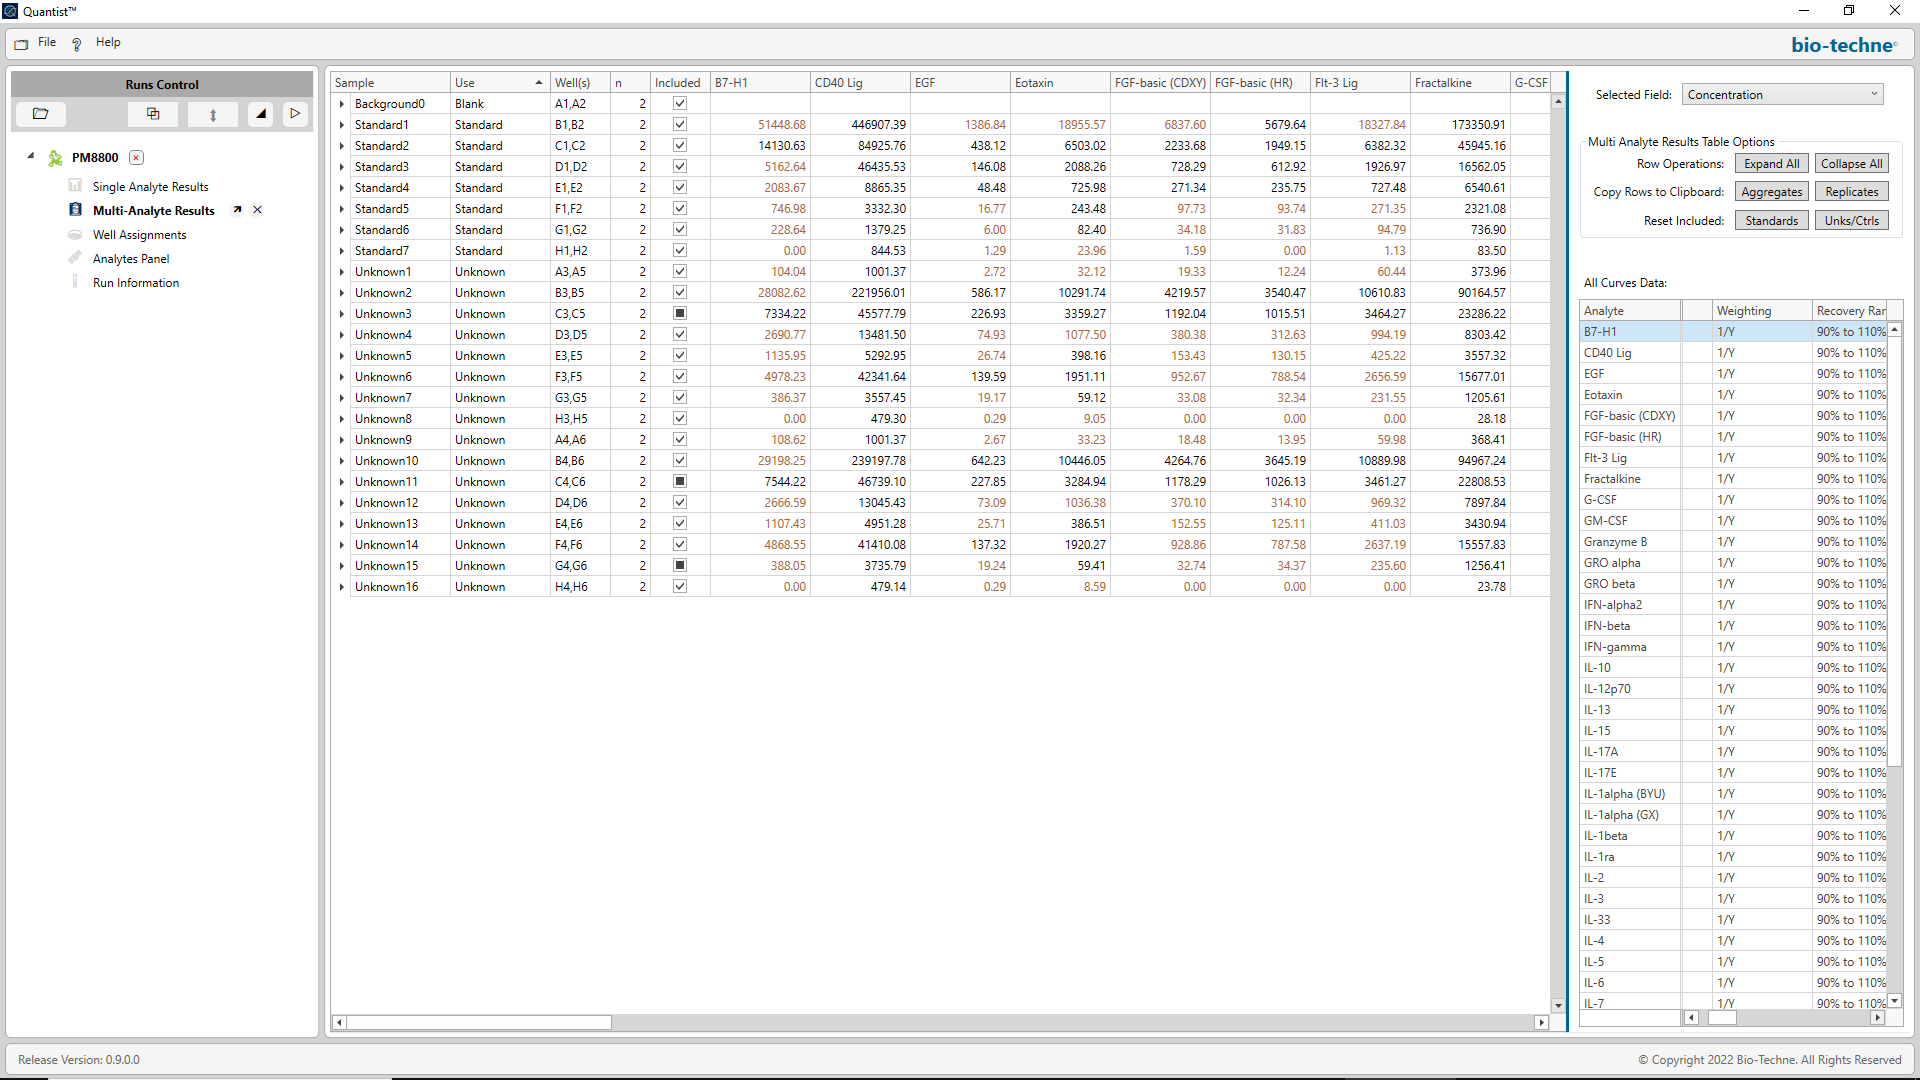 Quantist™
File Help
bio-techne
Runs Control
PM8800
Single Analyte Results
Multi-Analyte Results
Well Assignments
Analytes Panel
Run Information
Sample Use Well(s) n Included B7-H1 CD40 Lig EGF Eotaxin FGF-basic (CDXY) FGF-basic (HR) Flt-3 Lig Fractalkine G-CSF
Background0 Blank A1,A2 2
Standard1 Standard B1,B2 2 51448.68 446907.39 1386.84 18955.57 6837.60 5679.64 18327.84 173350.91
Standard2 Standard C1,C2 2 14130.63 84925.76 438.12 6503.02 2233.68 1949.15 6382.32 45945.16
Standard3 Standard D1,D2 2 5162.64 46435.53 146.08 2088.26 728.29 612.92 1926.97 16562.05
Standard4 Standard E1,E2 2 2083.67 8865.35 48.48 725.98 271.34 235.75 727.48 6540.61
Standard5 Standard F1,F2 2 746.98 3332.30 16.77 243.48 97.73 93.74 271.35 2321.08
Standard6 Standard G1,G2 2 228.64 1379.25 6.00 82.40 34.18 31.83 94.79 736.90
Standard7 Standard H1,H2 2 0.00 844.53 1.29 23.96 1.59 0.00 1.13 83.50
Unknown1 Unknown A3,A5 2 104.04 1001.37 2.72 32.12 19.33 12.24 60.44 373.96
Unknown2 Unknown B3,B5 2 28082.62 221956.01 586.17 10291.74 4219.57 3540.47 10610.83 90164.57
Unknown3 Unknown C3,C5 2 7334.22 45577.79 226.93 3359.27 1192.04 1015.51 3464.27 23286.22
Unknown4 Unknown D3,D5 2 2690.77 13481.50 74.93 1077.50 380.38 312.63 994.19 8303.42
Unknown5 Unknown E3,E5 2 1135.95 5292.95 26.74 398.16 153.43 130.15 425.22 3557.32
Unknown6 Unknown F3,F5 2 4978.23 42341.64 139.59 1951.11 952.67 788.54 2656.59 15677.01
Unknown7 Unknown G3,G5 2 386.37 3557.45 19.17 59.12 33.08 32.34 231.55 1205.61
Unknown8 Unknown H3,H5 2 0.00 479.30 0.29 9.05 0.00 0.00 0.00 28.18
Unknown9 Unknown A4,A6 2 108.62 1001.37 2.67 33.23 18.48 13.95 59.98 368.41
Unknown10 Unknown B4,B6 2 29198.25 239197.78 642.23 10446.05 4264.76 3645.19 10889.98 94967.24
Unknown11 Unknown C4,C6 2 7544.22 46739.10 227.85 3284.94 1178.29 1026.13 3461.27 22808.53
Unknown12 Unknown D4,D6 2 2666.59 13045.43 73.09 1036.38 370.10 314.10 969.32 7897.84
Unknown13 Unknown E4,E6 2 1107.43 4951.28 25.71 386.51 152.55 125.11 411.03 3430.94
Unknown14 Unknown F4,F6 2 4868.55 41410.08 137.32 1920.27 928.86 787.58 2637.19 15557.83
Unknown15 Unknown G4,G6 2 388.05 3735.79 19.24 59.41 32.74 34.37 235.60 1256.41
Unknown16 Unknown H4,H6 2 0.00 479.14 0.29 8.59 0.00 0.00 0.00 23.78
Selected Field: Concentration
Multi Analyte Results Table Options
Row Operations: Expand All Collapse All
Copy Rows to Clipboard: Aggregates Replicates
Reset Included: Standards Unks/Ctrls
All Curves Data:
Analyte Weighting Recovery Ran
B7-H1 1/Y 90% to 110%
CD40 Lig 1/Y 90% to 110%
EGF 1/Y 90% to 110%
Eotaxin 1/Y 90% to 110%
FGF-basic (CDXY) 1/Y 90% to 110%
FGF-basic (HR) 1/Y 90% to 110%
Flt-3 Lig 1/Y 90% to 110%
Fractalkine 1/Y 90% to 110%
G-CSF 1/Y 90% to 110%
GM-CSF 1/Y 90% to 110%
Granzyme B 1/Y 90% to 110%
GRO alpha 1/Y 90% to 110%
GRO beta 1/Y 90% to 110%
IFN-alpha2 1/Y 90% to 110%
IFN-beta 1/Y 90% to 110%
IFN-gamma 1/Y 90% to 110%
IL-10 1/Y 90% to 110%
IL-12p70 1/Y 90% to 110%
IL-13 1/Y 90% to 110%
IL-15 1/Y 90% to 110%
IL-17A 1/Y 90% to 110%
IL-17E 1/Y 90% to 110%
IL-1alpha (BYU) 1/Y 90% to 110%
IL-1alpha (GX) 1/Y 90% to 110%
IL-1beta 1/Y 90% to 110%
IL-1ra 1/Y 90% to 110%
IL-2 1/Y 90% to 110%
IL-3 1/Y 90% to 110%
IL-33 1/Y 90% to 110%
IL-4 1/Y 90% to 110%
IL-5 1/Y 90% to 110%
IL-6 1/Y 90% to 110%
IL-7 1/Y 90% to 110%
Release Version: 0.9.0.0
© Copyright 2022 Bio-Techne. All Rights Reserved